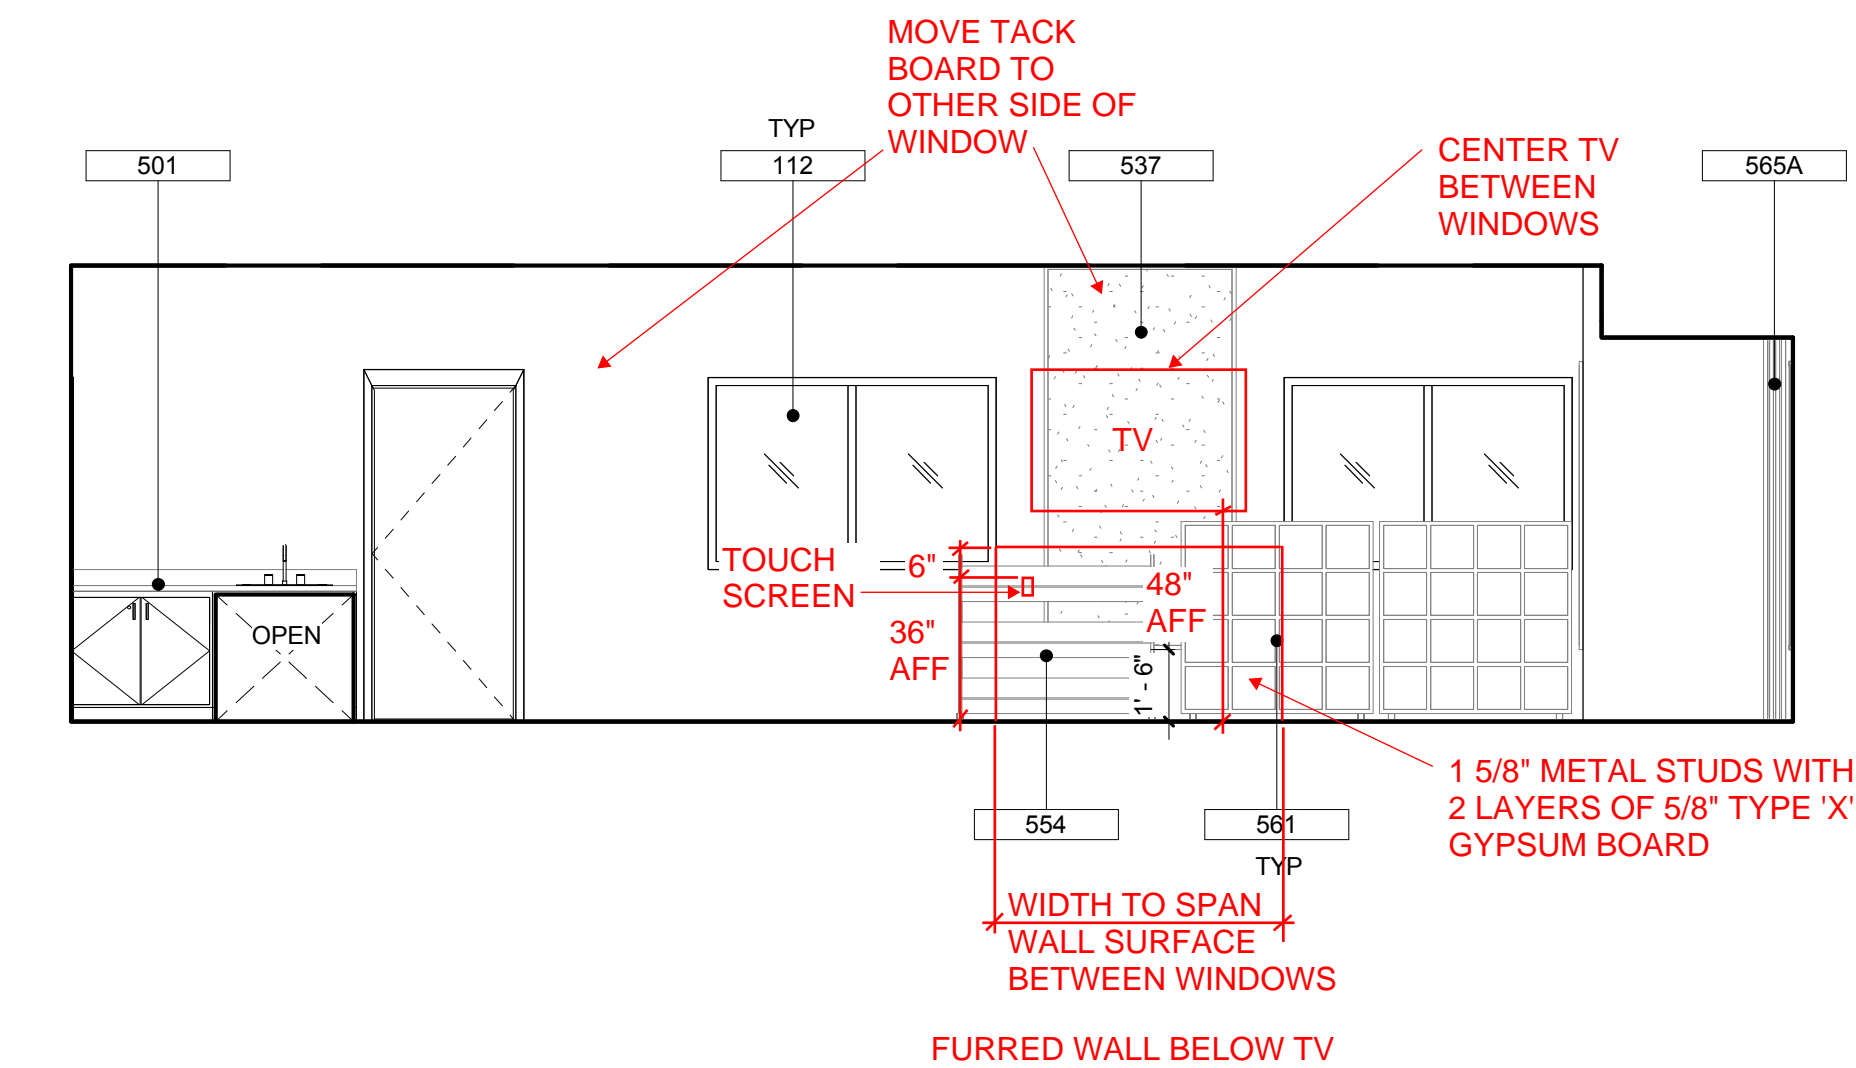 MOVE TACK
BOARD TO
OTHER SIDE OF
WINDOW
TYP
501
112
537
CENTER TV
BETWEEN
WINDOWS
565A
TV
TOUCH
SCREEN
6"
48"
AFF
36"
AFF
OPEN
1' - 6"
554
561
TYP
1 5/8" METAL STUDS WITH
2 LAYERS OF 5/8" TYPE 'X'
GYPSUM BOARD
WIDTH TO SPAN
WALL SURFACE
BETWEEN WINDOWS
FURRED WALL BELOW TV